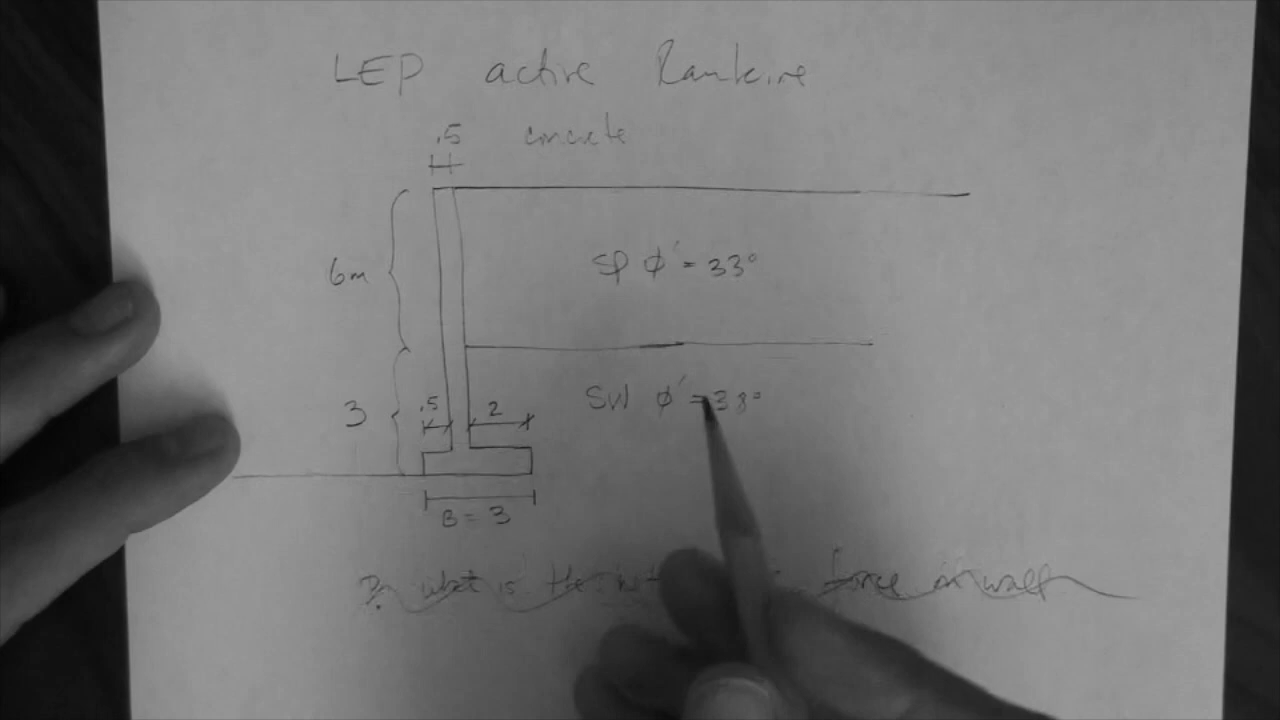 LEP active Rankine
.5 concrete
6m SP ϕ' = 33°
3 .5 2 SW ϕ' = 38°
B = 3
?. what is the force on wall